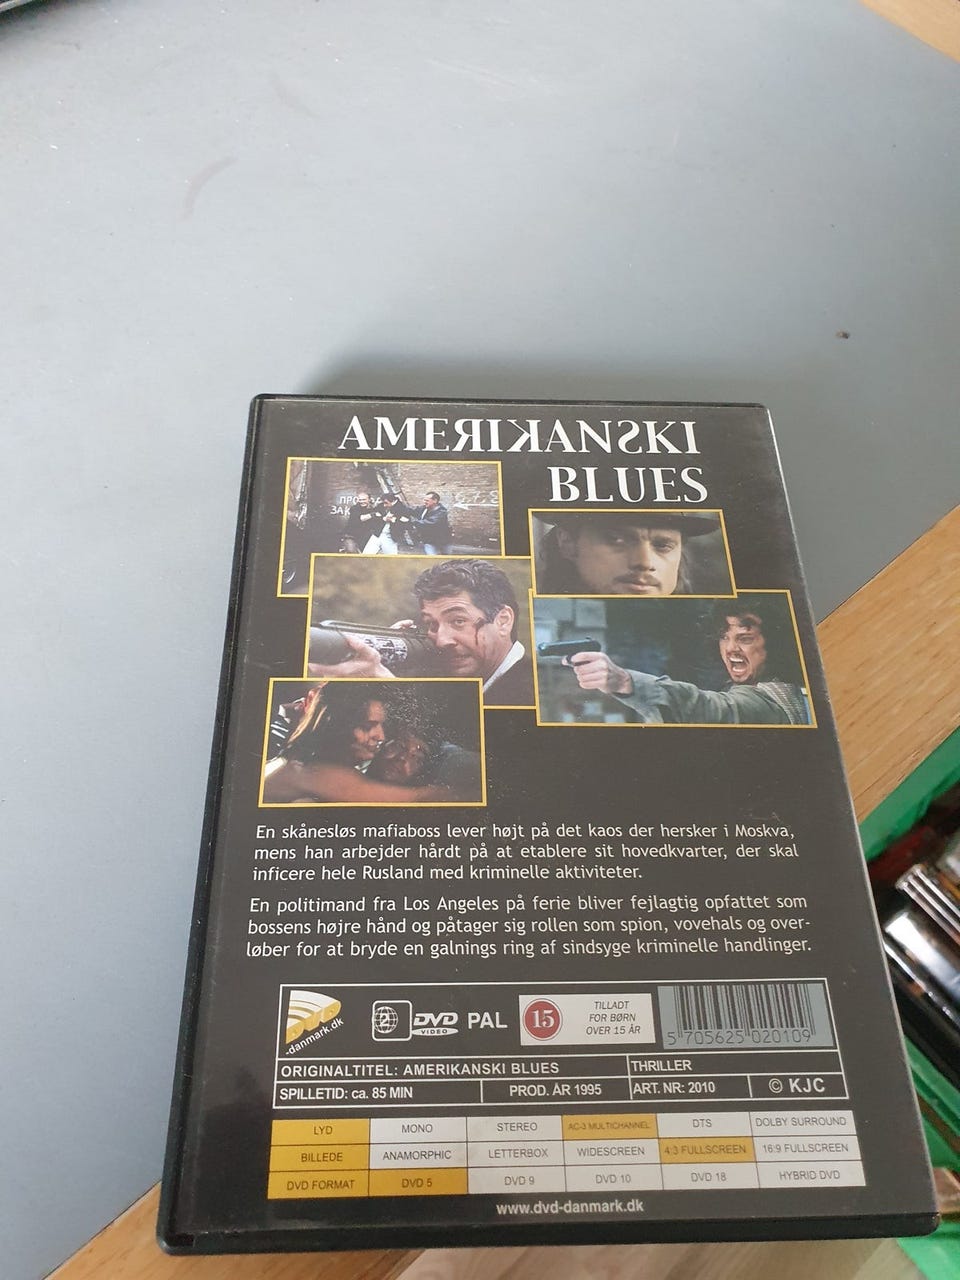 AMEЯIꓘANƧKI
BLUES
ПРО
ЗАК
En skånesløs mafiaboss lever højt på det kaos der hersker i Moskva,
mens han arbejder hårdt på at etablere sit hovedkvarter, der skal
inficere hele Rusland med kriminelle aktiviteter.
En politimand fra Los Angeles på ferie bliver fejlagtig opfattet som
bossens højre hånd og påtager sig rollen som spion, vovehals og over-
løber for at bryde en galnings ring af sindsyge kriminelle handlinger.
DVD
-danmark.dk
2
DVD
VIDEO
PAL
15
TILLADT
FOR BØRN
OVER 15 ÅR
5 705625 020109
ORIGINALTITEL: AMERIKANSKI BLUES THRILLER
SPILLETID: ca. 85 MIN PROD. ÅR 1995 ART. NR: 2010 © KJC
LYD MONO STEREO AC-3 MULTICHANNEL DTS DOLBY SURROUND
BILLEDE ANAMORPHIC LETTERBOX WIDESCREEN 4:3 FULLSCREEN 16:9 FULLSCREEN
DVD FORMAT DVD 5 DVD 9 DVD 10 DVD 18 HYBRID DVD
www.dvd-danmark.dk